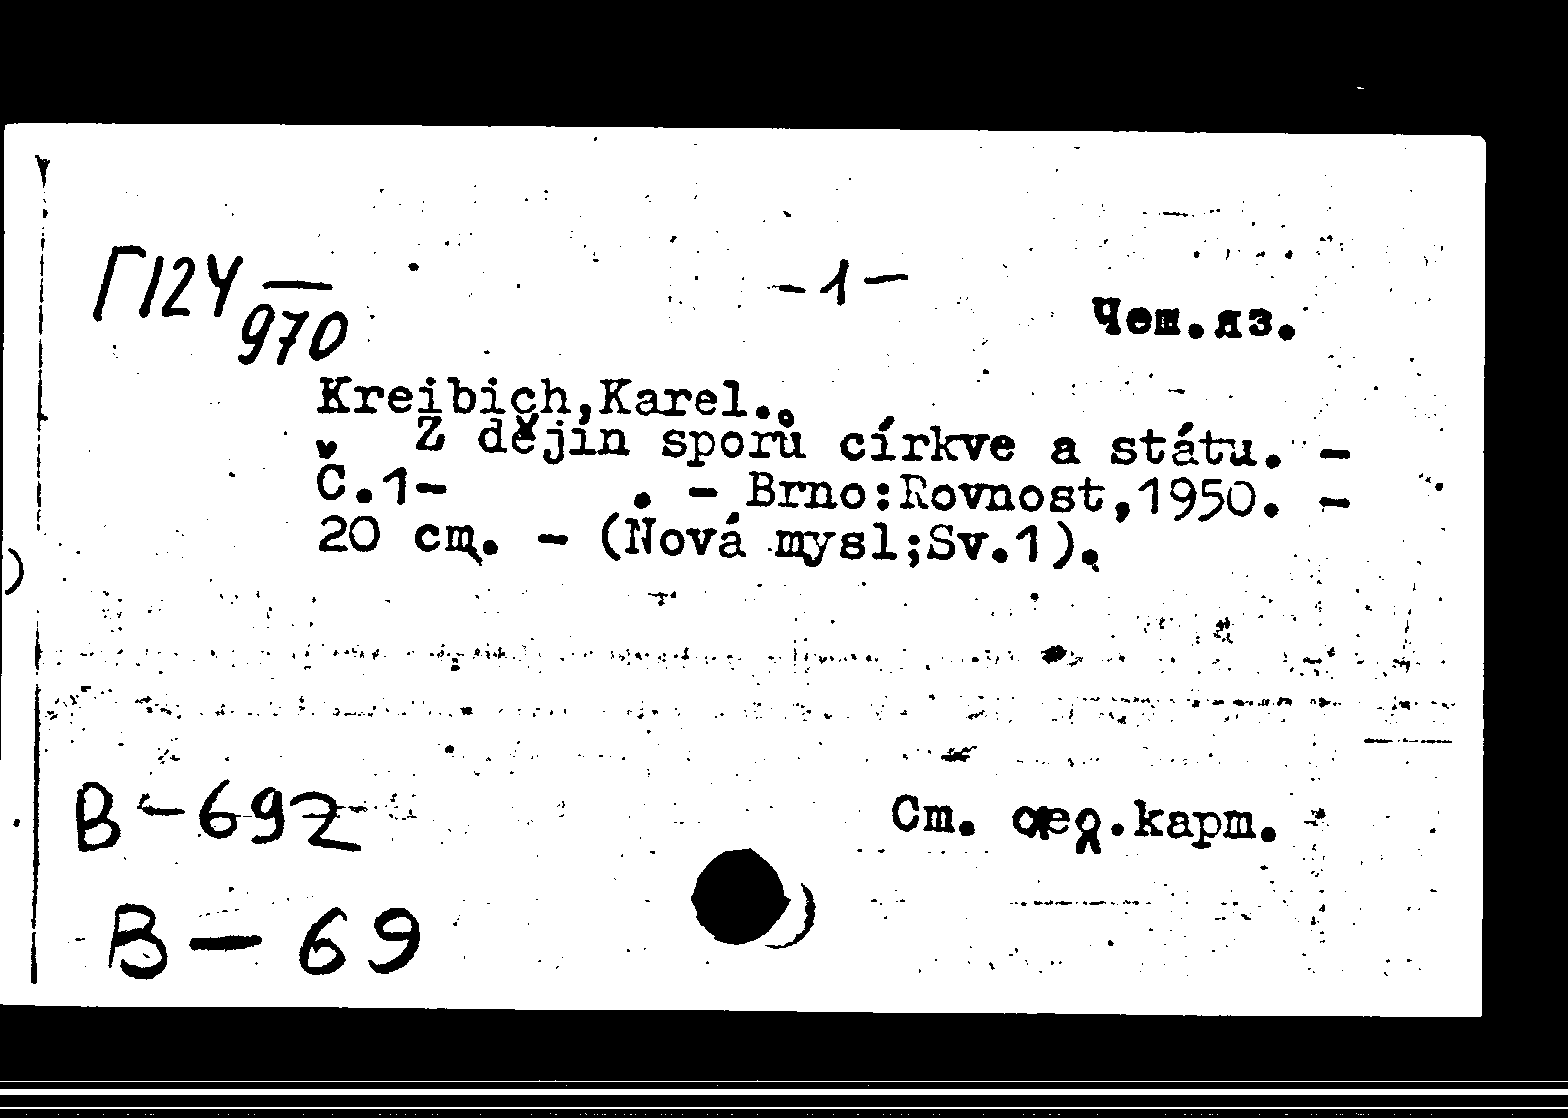 Г124
970
-1-
Чеш.яз.
Kreibich,Karel.
Z dějin sporů církve a státu. -
Č.1- . - Brno:Rovnost,1950. -
20 cm. - (Nová mysl;Sv.1).
В-692
Ст. след.карт.
В-69